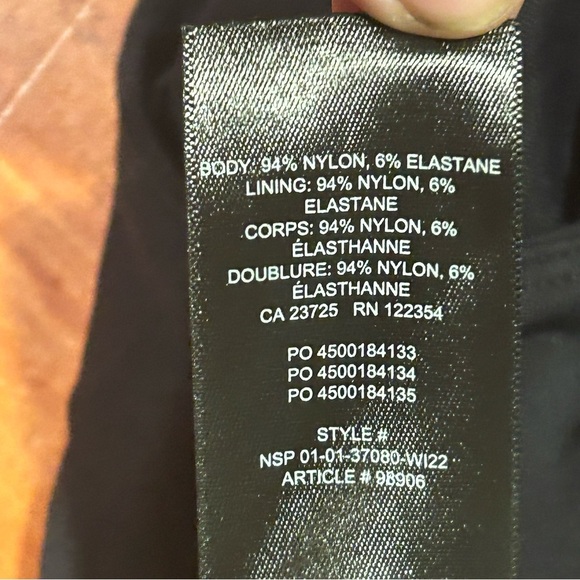 BODY: 94% NYLON, 6% ELASTANE
LINING: 94% NYLON, 6%
ELASTANE
CORPS: 94% NYLON, 6%
ÉLASTHANNE
DOUBLURE: 94% NYLON, 6%
ÉLASTHANNE
CA 23725 RN 122354
PO 4500184133
PO 4500184134
PO 4500184135
STYLE #
NSP 01-01-37080-WI22
ARTICLE # 98906